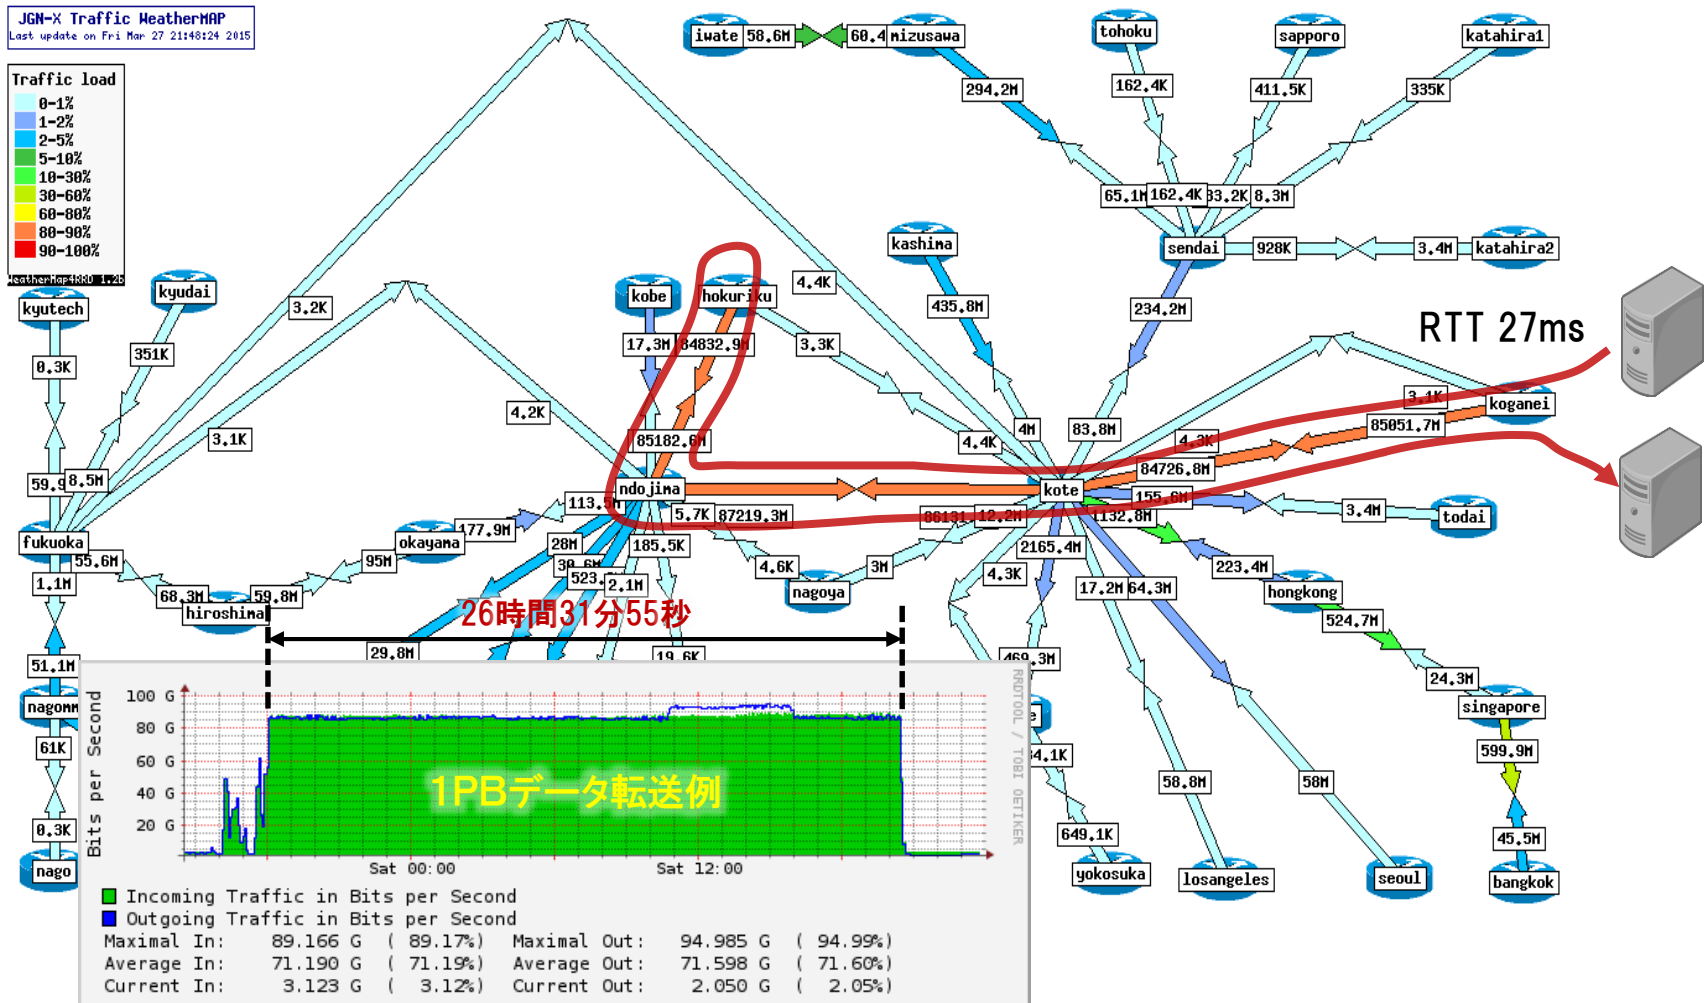 JGN-X Traffic WeatherMAP
Last update on Fri Mar 27 21:48:24 2015
Traffic load
0-1%
1-2%
2-5%
5-10%
10-30%
30-60%
60-80%
80-90%
90-100%
WeatherMap4RRD 1.2b
iwate 58.6M 60.4 mizusawa
tohoku
sapporo
katahira1
294.2M
162.4K
411.5K
335K
65.1M
162.4K
33.2K
8.3M
kashima
sendai
928K
3.4M
katahira2
kyutech
kyudai
kobe
hokuriku
4.4K
3.2K
435.8M
234.2M
RTT 27ms
351K
17.3M
84832.9M
3.3K
0.3K
3.1K
koganei
4.2K
3.1K
85182.6M
4.4K
4M
83.8M
4.3K
85051.7M
84726.8M
59.9
8.5M
ndojima
kote
155.6M
113.5M
5.7K
87219.3M
86131.
12.2M
1132.8M
3.4M
todai
fukuoka
177.9M
okayama
28M
185.5K
2165.4M
55.6M
95M
30.6M
4.6K
3M
4.3K
223.4M
1.1M
68.3M
59.8M
523.
2.1M
nagoya
17.2M
64.3M
hongkong
hiroshima
26時間31分55秒
524.7M
51.1M
29.8M
19.6K
469.3M
24.3M
nagomm
singapore
61K
34.1K
599.9M
58.8M
58M
0.3K
649.1K
45.5M
nago
yokosuka
losangeles
seoul
bangkok
RRDTOOL / TOBI OETIKER
Bits per Second
100 G
80 G
60 G
40 G
20 G
1PBデータ転送例
Sat 00:00
Sat 12:00
Incoming Traffic in Bits per Second
Outgoing Traffic in Bits per Second
Maximal In: 89.166 G ( 89.17%) Maximal Out: 94.985 G ( 94.99%)
Average In: 71.190 G ( 71.19%) Average Out: 71.598 G ( 71.60%)
Current In: 3.123 G ( 3.12%) Current Out: 2.050 G ( 2.05%)